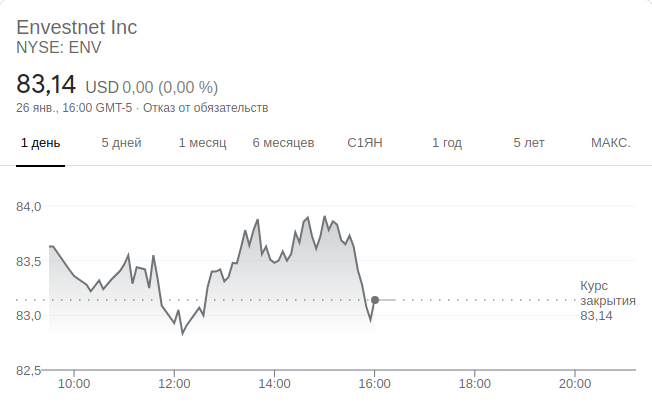 Envestnet Inc
NYSE: ENV
83,14 USD 0,00 (0,00 %)
26 янв., 16:00 GMT-5 · Отказ от обязательств
1 день 5 дней 1 месяц 6 месяцев С1ЯН 1 год 5 лет МАКС.
84,0
83,5
Курс
закрытия
83,14
83,0
82,5
10:00 12:00 14:00 16:00 18:00 20:00